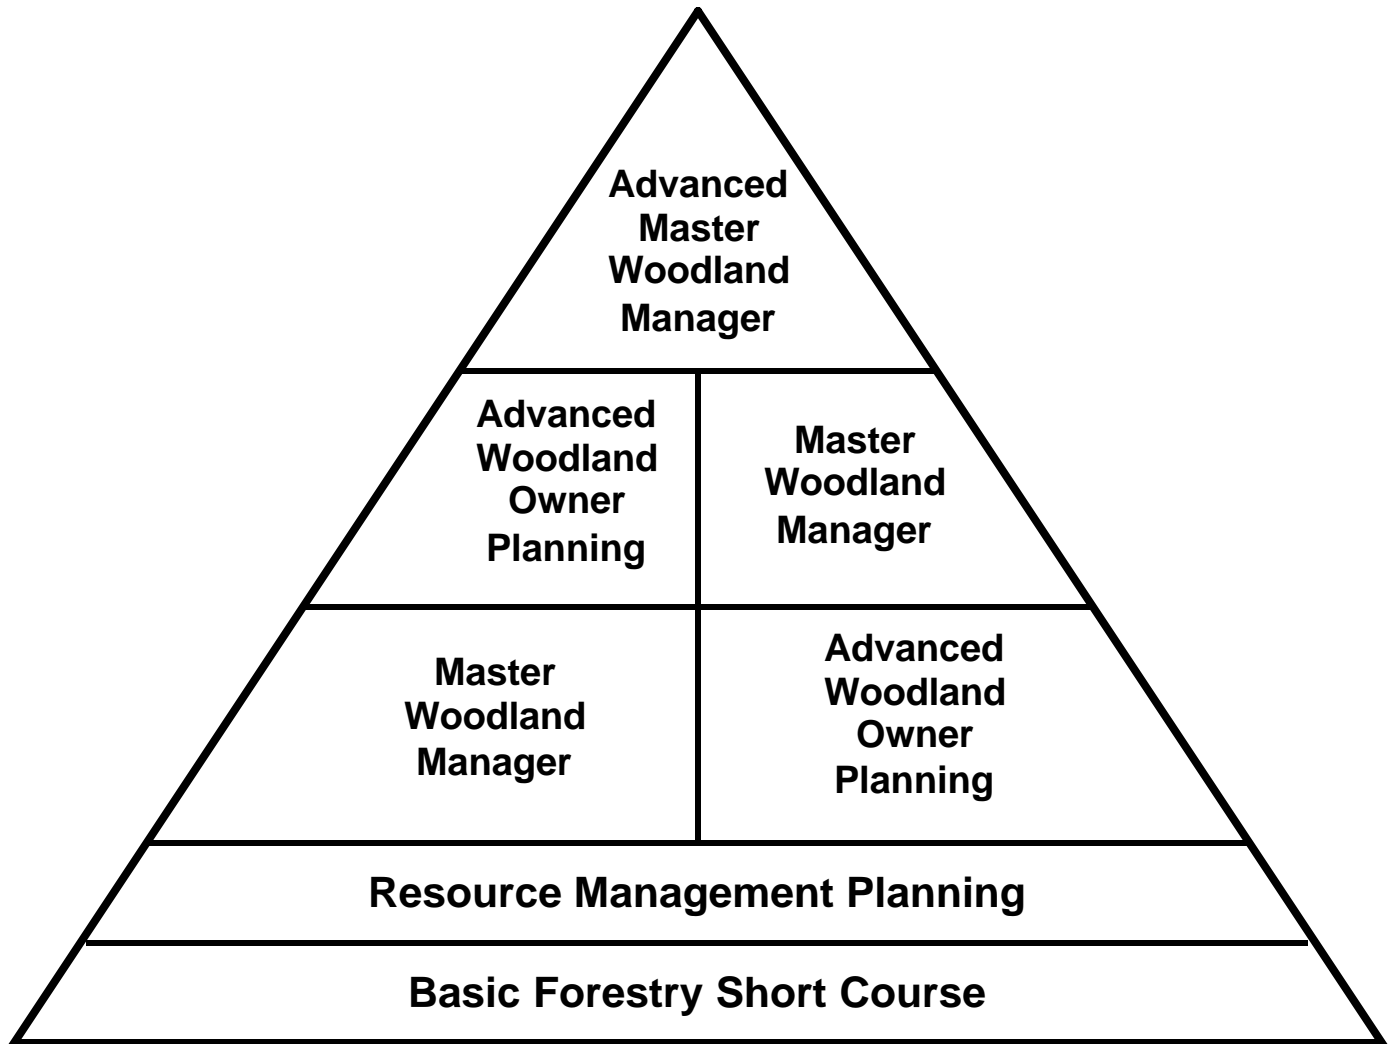 Advanced
Master
Woodland
Manager
Advanced
Woodland
Owner
Planning
Master
Woodland
Manager
Master
Woodland
Manager
Advanced
Woodland
Owner
Planning
Resource Management Planning
Basic Forestry Short Course